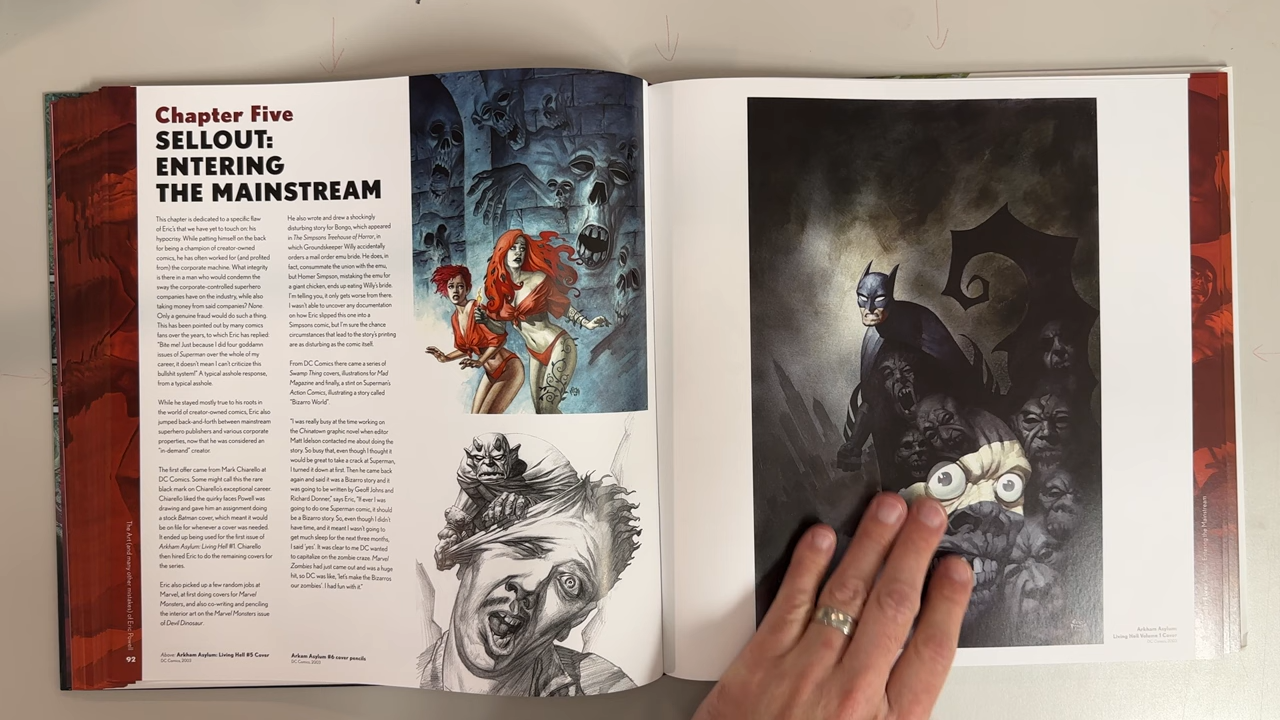 Chapter Five
SELLOUT:
ENTERING
THE MAINSTREAM
This chapter is dedicated to a specific flaw
of Eric's that we have yet to touch on: his
hypocrisy. While patting himself on the back
for being a champion of creator-owned
comics, he has often worked for (and profited
from) the corporate machine. What integrity
is there in a man who would condemn the
sway the corporate-controlled superhero
companies have on the industry, while also
taking money from said companies? None.
Only a genuine fraud would do such a thing.
This has been pointed out by many comics
fans over the years, to which Eric has replied:
"Bite me! Just because I did four goddamn
issues of Superman over the whole of my
career, it doesn't mean I can't criticize this
bullshit system!" A typical asshole response,
from a typical asshole.
While he stayed mostly true to his roots in
the world of creator-owned comics, Eric also
jumped back-and-forth between mainstream
superhero publishers and various corporate
properties, now that he was considered an
"in-demand" creator.
The first offer came from Mark Chiarello at
DC Comics. Some might call this the rare
black mark on Chiarello's exceptional career.
Chiarello liked the quirky faces Powell was
drawing and gave him an assignment doing
a stock Batman cover, which meant it would
be on file for whenever a cover was needed.
It ended up being used for the first issue of
Arkham Asylum: Living Hell #1. Chiarello
then hired Eric to do the remaining covers for
the series.
Eric also picked up a few random jobs at
Marvel, at first doing covers for Marvel
Monsters, and also co-writing and penciling
the interior art on the Marvel Monsters issue
of Devil Dinosaur.
He also wrote and drew a shockingly
disturbing story for Bongo, which appeared
in The Simpsons Treehouse of Horror, in
which Groundskeeper Willy accidentally
orders a mail order emu bride. He does, in
fact, consummate the union with the emu,
but Homer Simpson, mistaking the emu for
a giant chicken, ends up eating Willy's bride.
I'm telling you, it only gets worse from there.
I wasn't able to uncover any documentation
on how Eric slipped this one into a
Simpsons comic, but I'm sure the chance
circumstances that lead to the story's printing
are as disturbing as the comic itself.
From DC Comics there came a series of
Swamp Thing covers, illustrations for Mad
Magazine and finally, a stint on Superman's
Action Comics, illustrating a story called
"Bizarro World".
"I was really busy at the time working on
the Chinatown graphic novel when editor
Matt Idelson contacted me about doing the
story. So busy that, even though I thought it
would be great to take a crack at Superman,
I turned it down at first. Then he came back
again and said it was a Bizarro story and it
was going to be written by Geoff Johns and
Richard Donner," says Eric, "If ever I was
going to do one Superman comic, it should
be a Bizarro story. So, even though I didn't
have time, and it meant I wasn't going to
get much sleep for the next three months,
I said 'yes'. It was clear to me DC wanted
to capitalize on the zombie craze. Marvel
Zombies had just came out and was a huge
hit, so DC was like, 'let's make the Bizarros
our zombies'. I had fun with it."
Above: Arkham Asylum: Living Hell #5 Cover
DC Comics, 2003
Arkam Asylum #6 cover pencils
DC Comics, 2003
The Art (and many other mistakes) of Eric Powell
92
Arkham Asylum:
Living Hell Volume 1 Cover
DC Comics, 2003
Entering the Mainstream